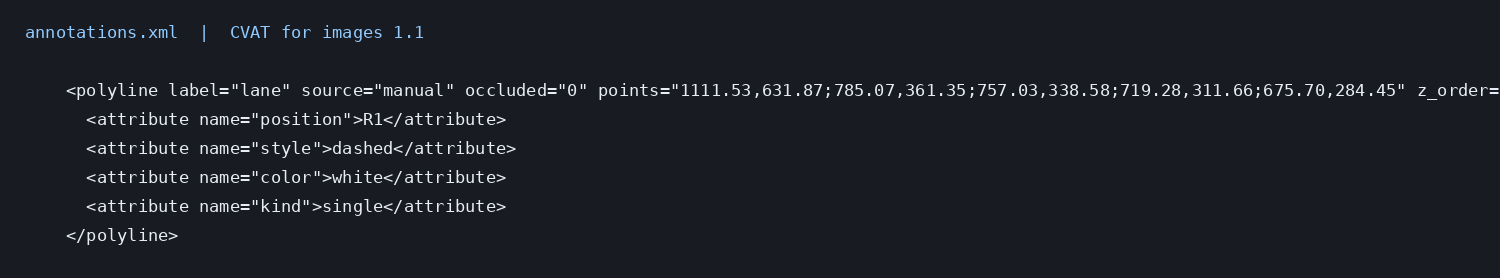 annotations.xml  |  CVAT for images 1.1
<polyline label="lane" source="manual" occluded="0" points="1111.53,631.87;785.07,361.35;757.03,338.58;719.28,311.66;675.70,284.45" z_order=
<attribute name="position">R1</attribute>
<attribute name="style">dashed</attribute>
<attribute name="color">white</attribute>
<attribute name="kind">single</attribute>
</polyline>